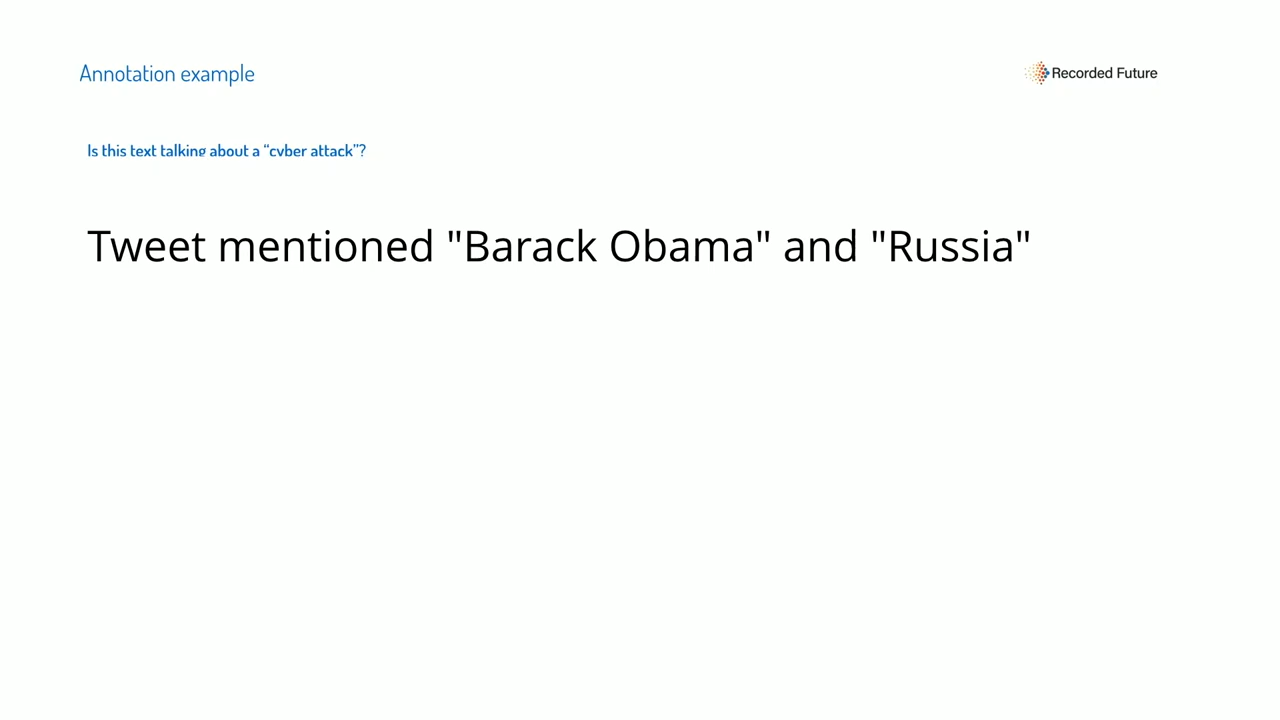 Annotation example
Recorded Future
Is this text talking about a “cyber attack”?
Tweet mentioned "Barack Obama" and "Russia"